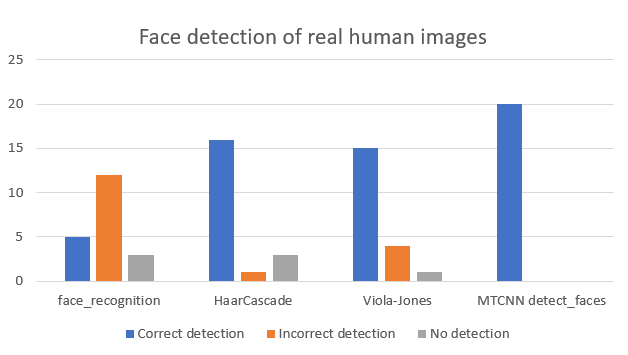 Face detection of real human images
25
20
15
10
5
0
face_recognition HaarCascade Viola-Jones MTCNN detect_faces
Correct detection Incorrect detection No detection